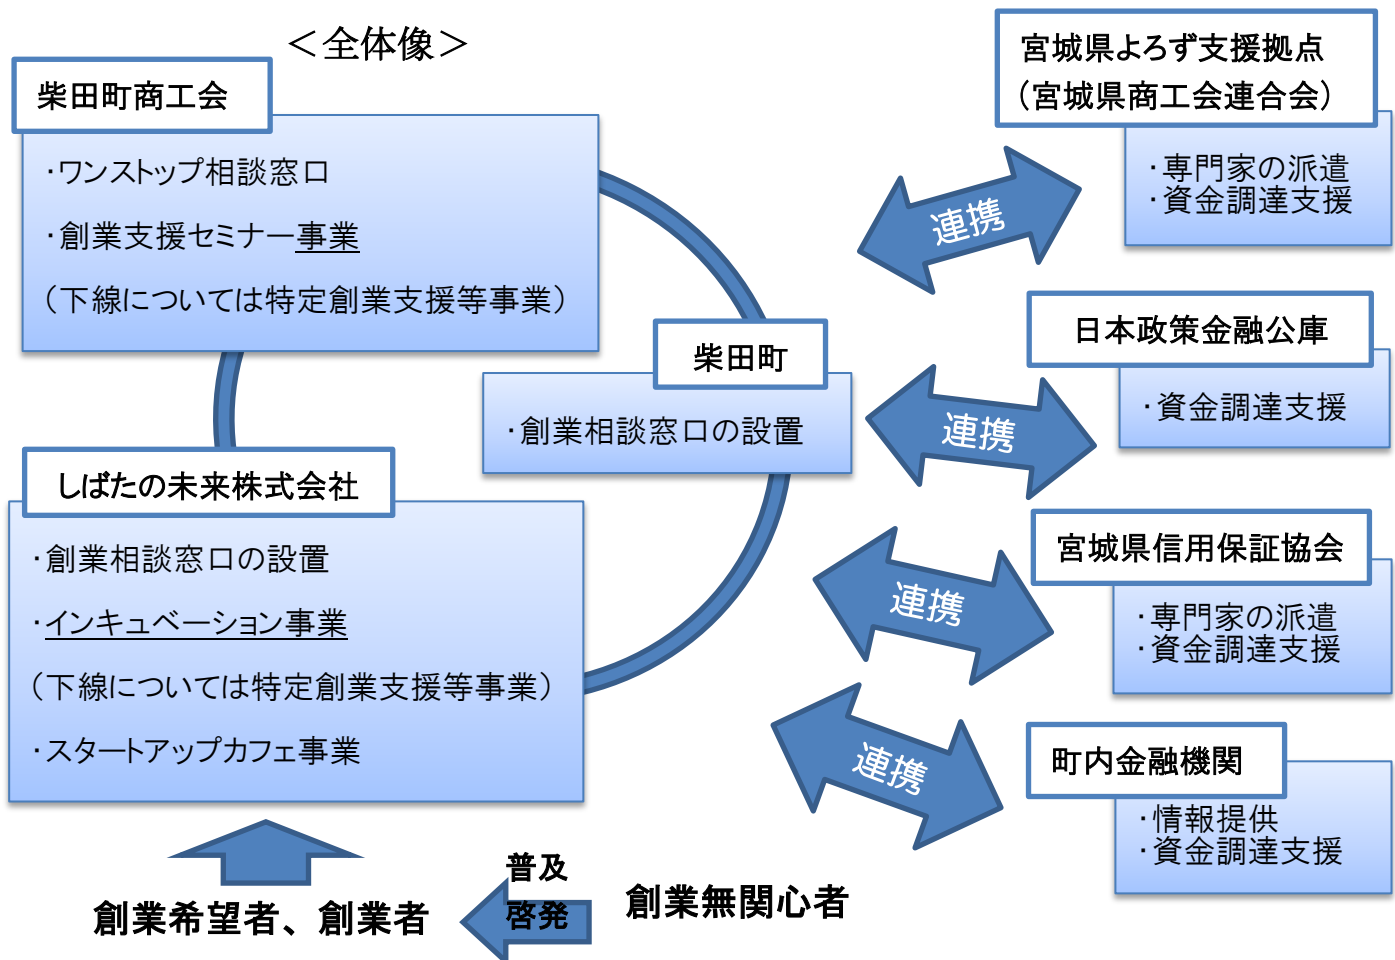 ＜全体像＞
柴田町商工会
・ワンストップ相談窓口
・創業支援セミナー事業
（下線については特定創業支援等事業）
柴田町
・創業相談窓口の設置
しばたの未来株式会社
・創業相談窓口の設置
・インキュベーション事業
（下線については特定創業支援等事業）
・スタートアップカフェ事業
連携
宮城県よろず支援拠点
（宮城県商工会連合会）
・専門家の派遣
・資金調達支援
連携
日本政策金融公庫
・資金調達支援
連携
宮城県信用保証協会
・専門家の派遣
・資金調達支援
連携
町内金融機関
・情報提供
・資金調達支援
創業希望者、創業者
普及
啓発
創業無関心者